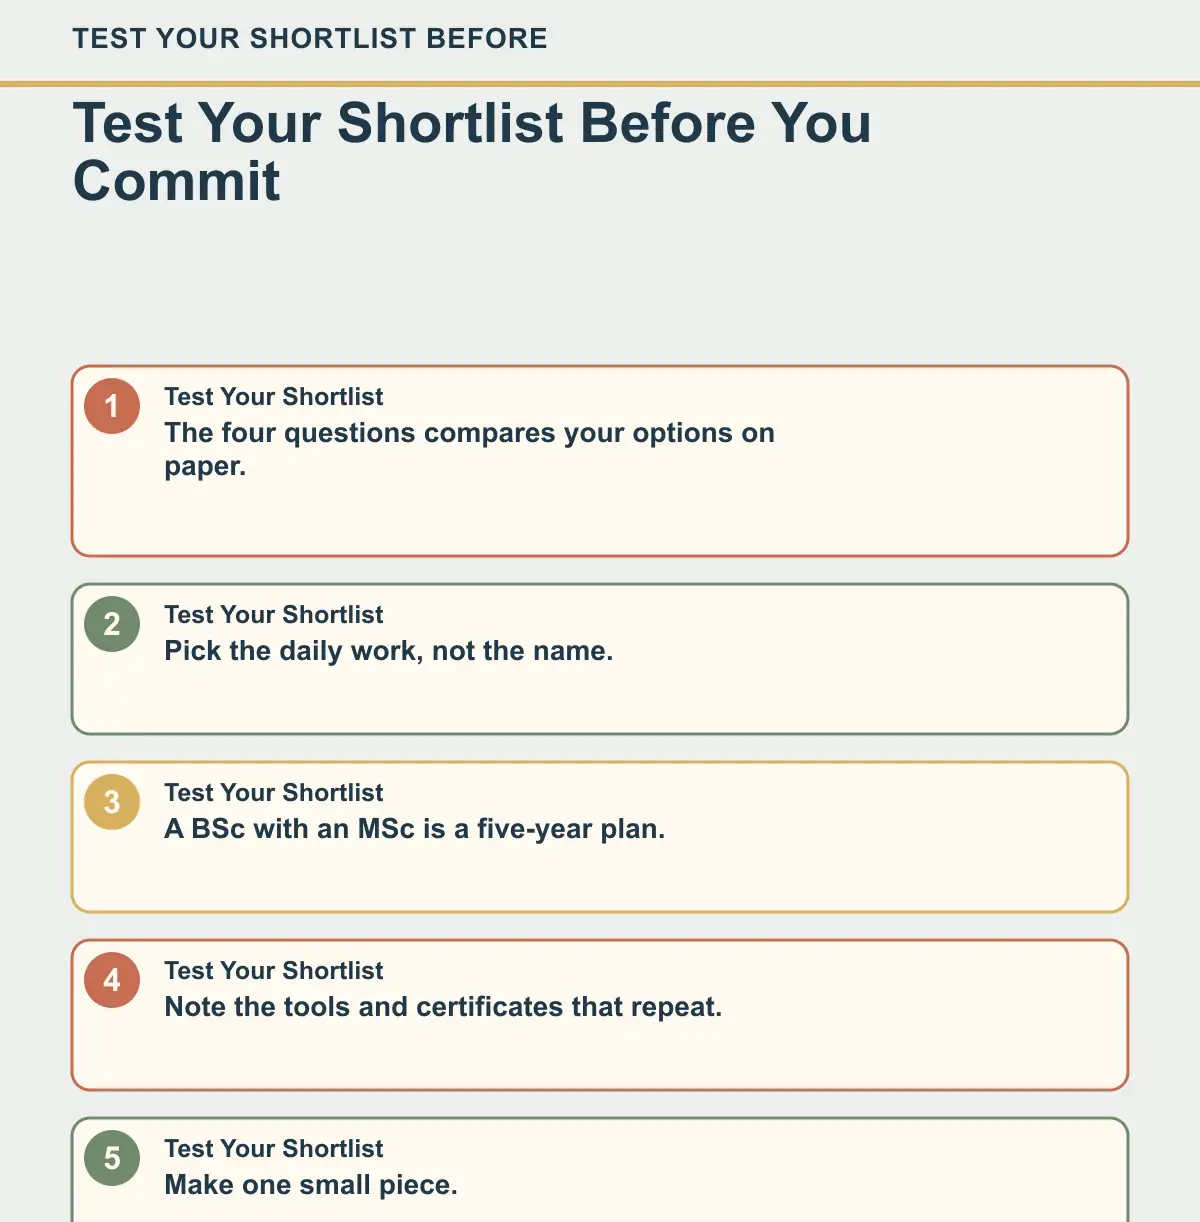 TEST YOUR SHORTLIST BEFORE
Test Your Shortlist Before You
Commit
1
Test Your Shortlist
The four questions compares your options on
paper.
2
Test Your Shortlist
Pick the daily work, not the name.
3
Test Your Shortlist
A BSc with an MSc is a five-year plan.
4
Test Your Shortlist
Note the tools and certificates that repeat.
5
Test Your Shortlist
Make one small piece.